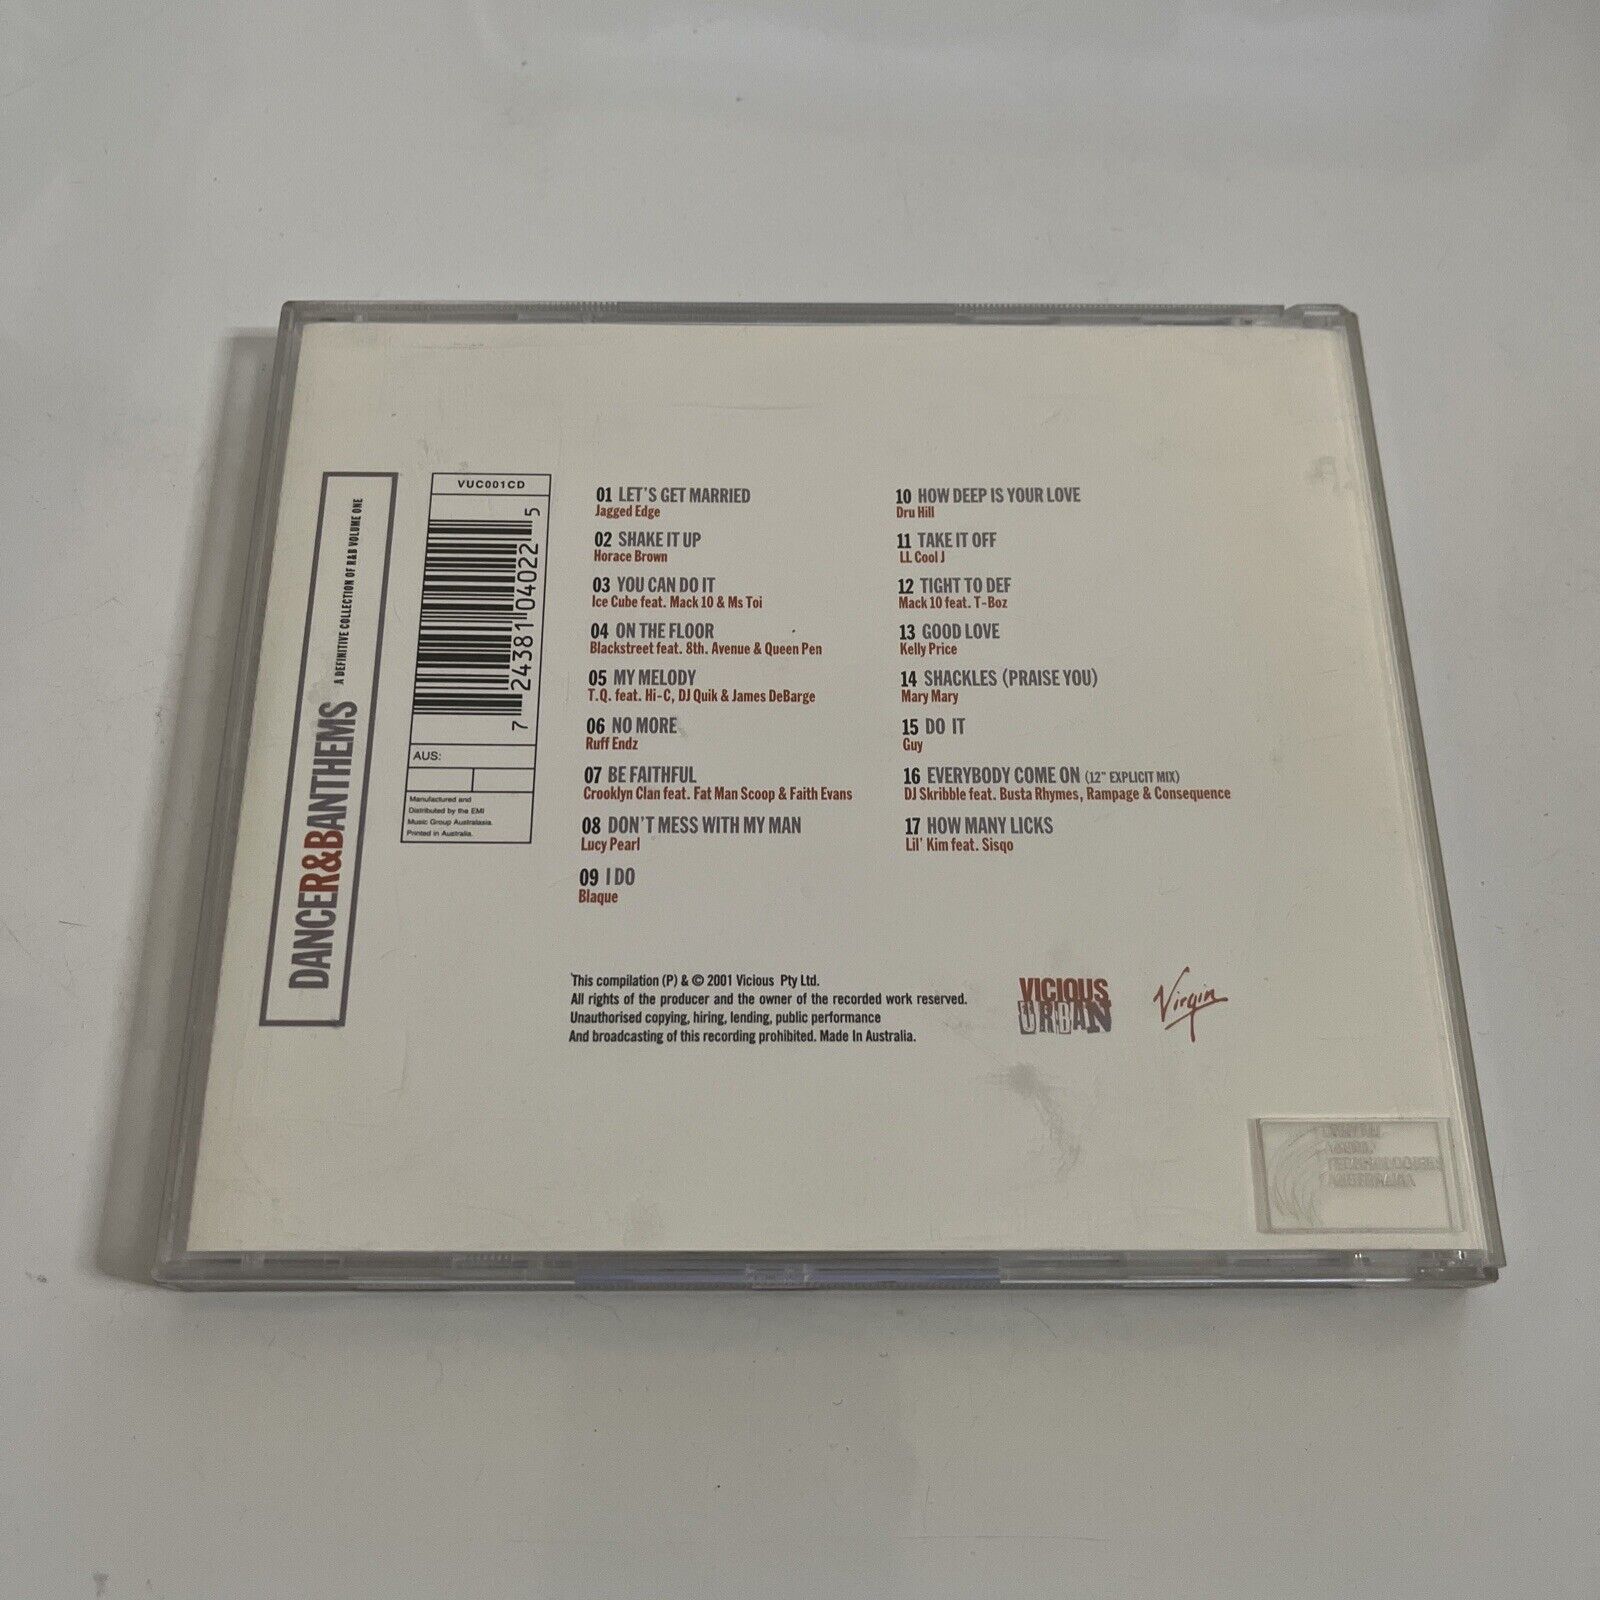 DANCER&BANTHEMS A DEFINITIVE COLLECTION OF R&B VOLUME ONE
VUC001CD
7 24381 04022 5
AUS:
Manufactured and
Distributed by the EMI
Music Group Australasia.
Printed in Australia.
01 LET'S GET MARRIED
Jagged Edge
02 SHAKE IT UP
Horace Brown
03 YOU CAN DO IT
Ice Cube feat. Mack 10 & Ms Toi
04 ON THE FLOOR
Blackstreet feat. 8th. Avenue & Queen Pen
05 MY MELODY
T.Q. feat. Hi-C, DJ Quik & James DeBarge
06 NO MORE
Ruff Endz
07 BE FAITHFUL
Crooklyn Clan feat. Fat Man Scoop & Faith Evans
08 DON'T MESS WITH MY MAN
Lucy Pearl
09 I DO
Blaque
10 HOW DEEP IS YOUR LOVE
Dru Hill
11 TAKE IT OFF
LL Cool J
12 TIGHT TO DEF
Mack 10 feat. T-Boz
13 GOOD LOVE
Kelly Price
14 SHACKLES (PRAISE YOU)
Mary Mary
15 DO IT
Guy
16 EVERYBODY COME ON (12" EXPLICIT MIX)
DJ Skribble feat. Busta Rhymes, Rampage & Consequence
17 HOW MANY LICKS
Lil' Kim feat. Sisqo
This compilation (P) & © 2001 Vicious Pty Ltd.
All rights of the producer and the owner of the recorded work reserved.
Unauthorised copying, hiring, lending, public performance
And broadcasting of this recording prohibited. Made In Australia.
VICIOUS
URBAN
Virgin